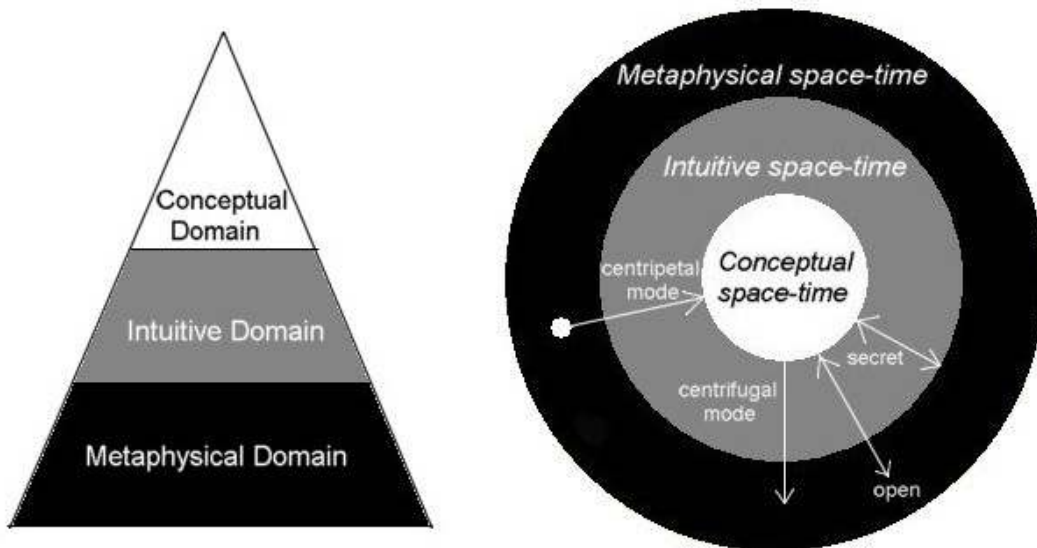 Conceptual
Domain
Intuitive Domain
Metaphysical Domain
Metaphysical space-time
Intuitive space-time
Conceptual
space-time
centripetal
mode
secret
centrifugal
mode
open